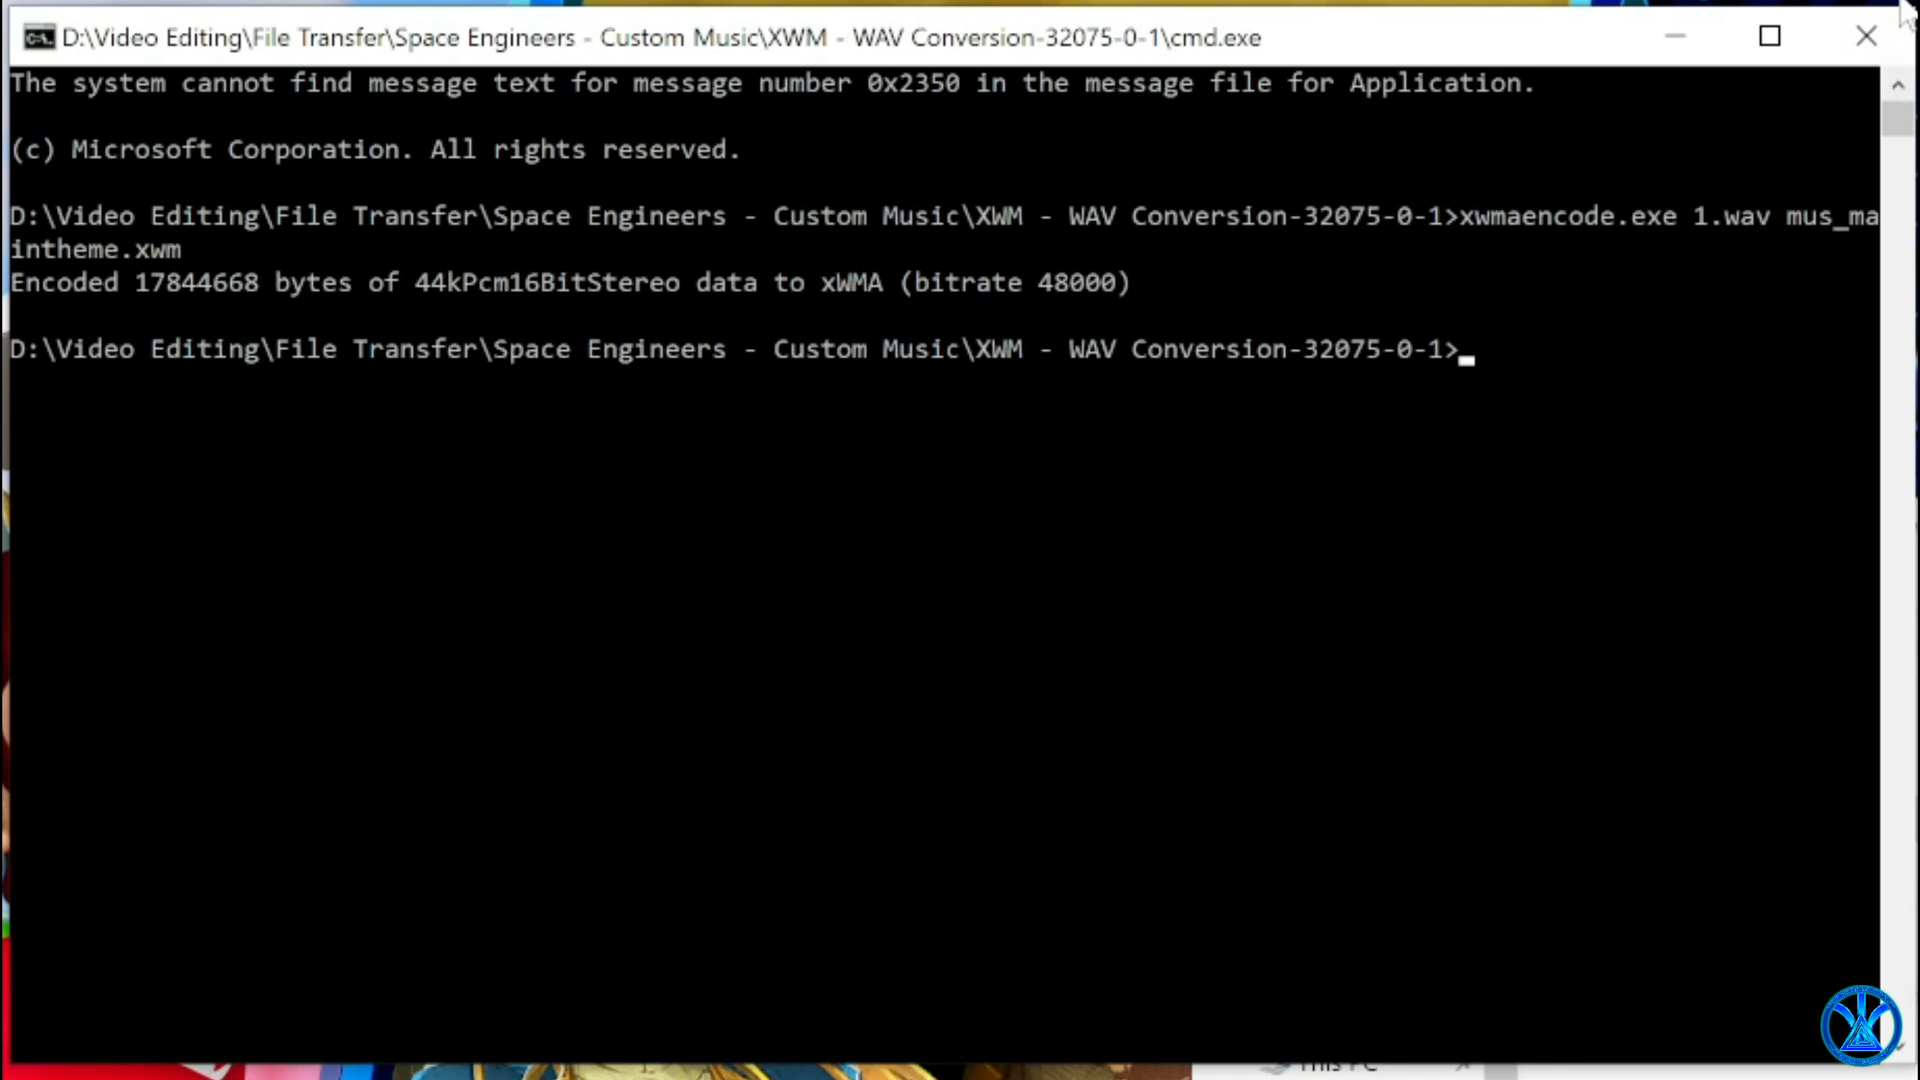 D:\Video Editing\File Transfer\Space Engineers - Custom Music\XWM - WAV Conversion-32075-0-1\cmd.exe
The system cannot find message text for message number 0x2350 in the message file for Application.
(c) Microsoft Corporation. All rights reserved.
D:\Video Editing\File Transfer\Space Engineers - Custom Music\XWM - WAV Conversion-32075-0-1>xwmaencode.exe 1.wav mus_ma
intheme.xwm
Encoded 17844668 bytes of 44kPcm16BitStereo data to xWMA (bitrate 48000)
D:\Video Editing\File Transfer\Space Engineers - Custom Music\XWM - WAV Conversion-32075-0-1>
This PC